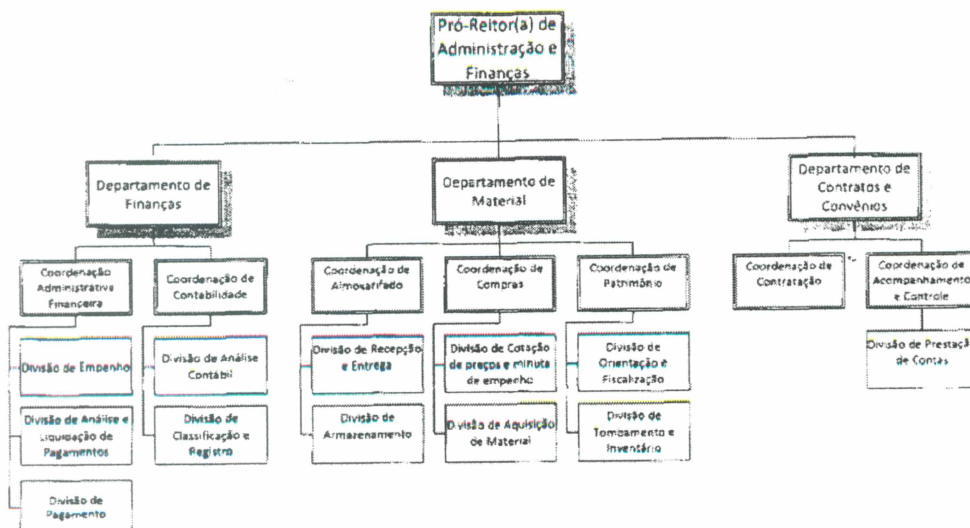 Pró-Reitor(a) de
Administração e
Finanças
Departamento de
Finanças
Departamento de
Material
Departamento de
Contratos e
Convênios
Coordenação
Administrativa
Financeira
Coordenação de
Contabilidade
Coordenação de
Almoxarifado
Coordenação de
Compras
Coordenação de
Patrimônio
Coordenação de
Contratação
Coordenação de
Acompanhamento
e Controle
Divisão de Empenho
Divisão de Análise
Contábil
Divisão de Recepção
e Entrega
Divisão de Cotação
de preços e minuta
de empenho
Divisão de
Orientação e
Fiscalização
Divisão de Prestação
de Contas
Divisão de Análise e
Liquidação de
Pagamentos
Divisão de
Classificação e
Registro
Divisão de
Armazenamento
Divisão de Aquisição
de Material
Divisão de
Tombamento e
Inventário
Divisão de
Pagamento